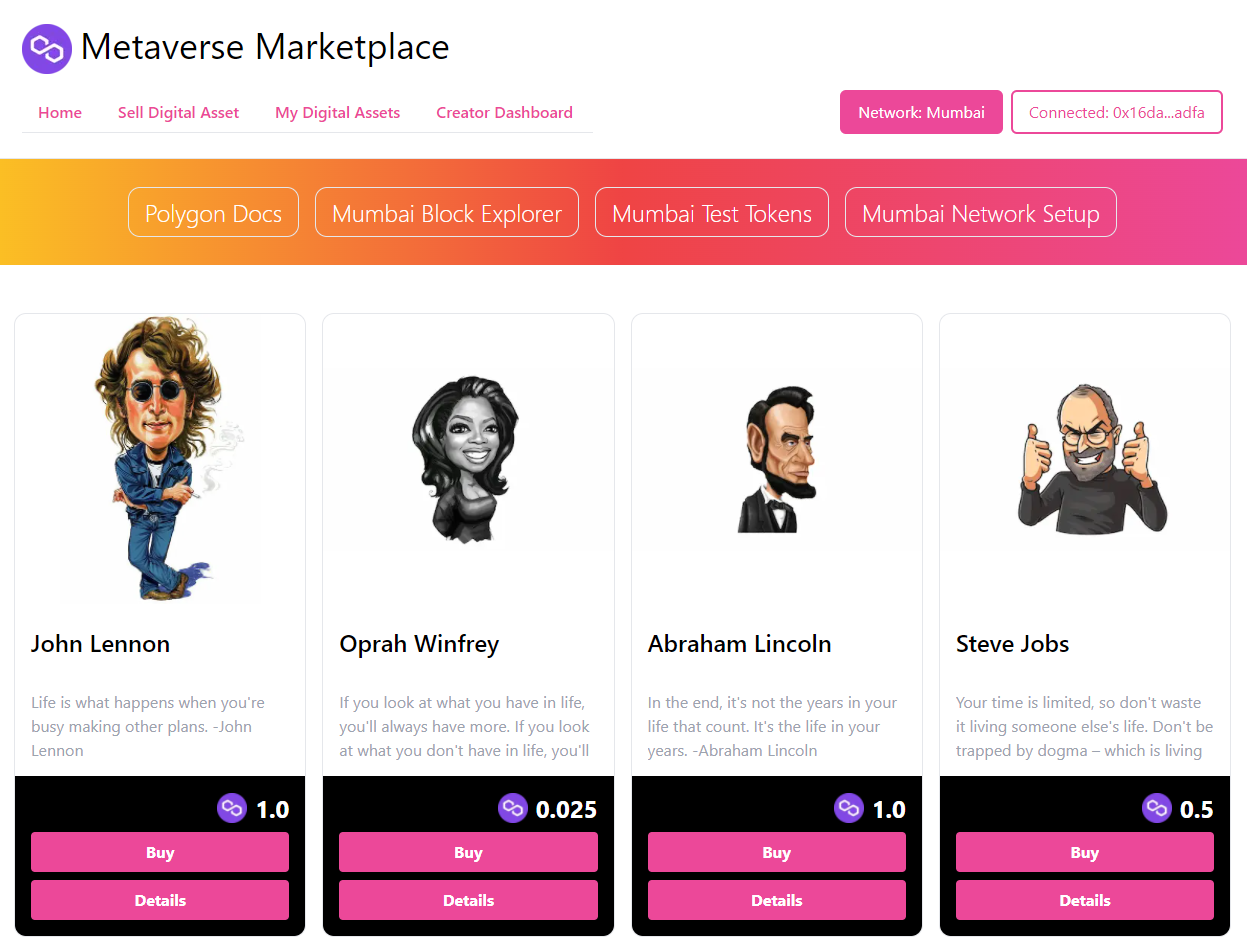 Metaverse Marketplace
Home Sell Digital Asset My Digital Assets Creator Dashboard Network: Mumbai Connected: 0x16da...adfa
Polygon Docs Mumbai Block Explorer Mumbai Test Tokens Mumbai Network Setup
John Lennon
Life is what happens when you're
busy making other plans. -John
Lennon
1.0
Buy
Details
Oprah Winfrey
If you look at what you have in life,
you'll always have more. If you look
at what you don't have in life, you'll
0.025
Buy
Details
Abraham Lincoln
In the end, it's not the years in your
life that count. It's the life in your
years. -Abraham Lincoln
1.0
Buy
Details
Steve Jobs
Your time is limited, so don't waste
it living someone else's life. Don't be
trapped by dogma – which is living
0.5
Buy
Details